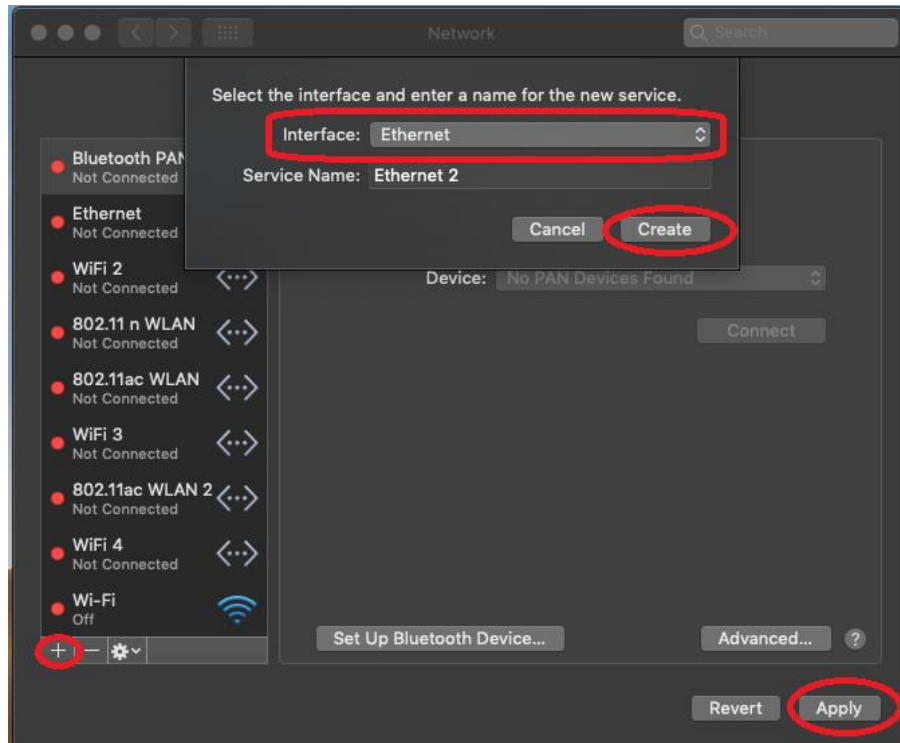 Network
Search
Select the interface and enter a name for the new service.
Interface: Ethernet
Service Name: Ethernet 2
Cancel Create
Bluetooth PAN
Not Connected
Ethernet
Not Connected
WiFi 2
Not Connected
802.11 n WLAN
Not Connected
802.11ac WLAN
Not Connected
WiFi 3
Not Connected
802.11ac WLAN 2
Not Connected
WiFi 4
Not Connected
Wi-Fi
Off
Device: No PAN Devices Found
Connect
Set Up Bluetooth Device... Advanced... ?
Revert Apply